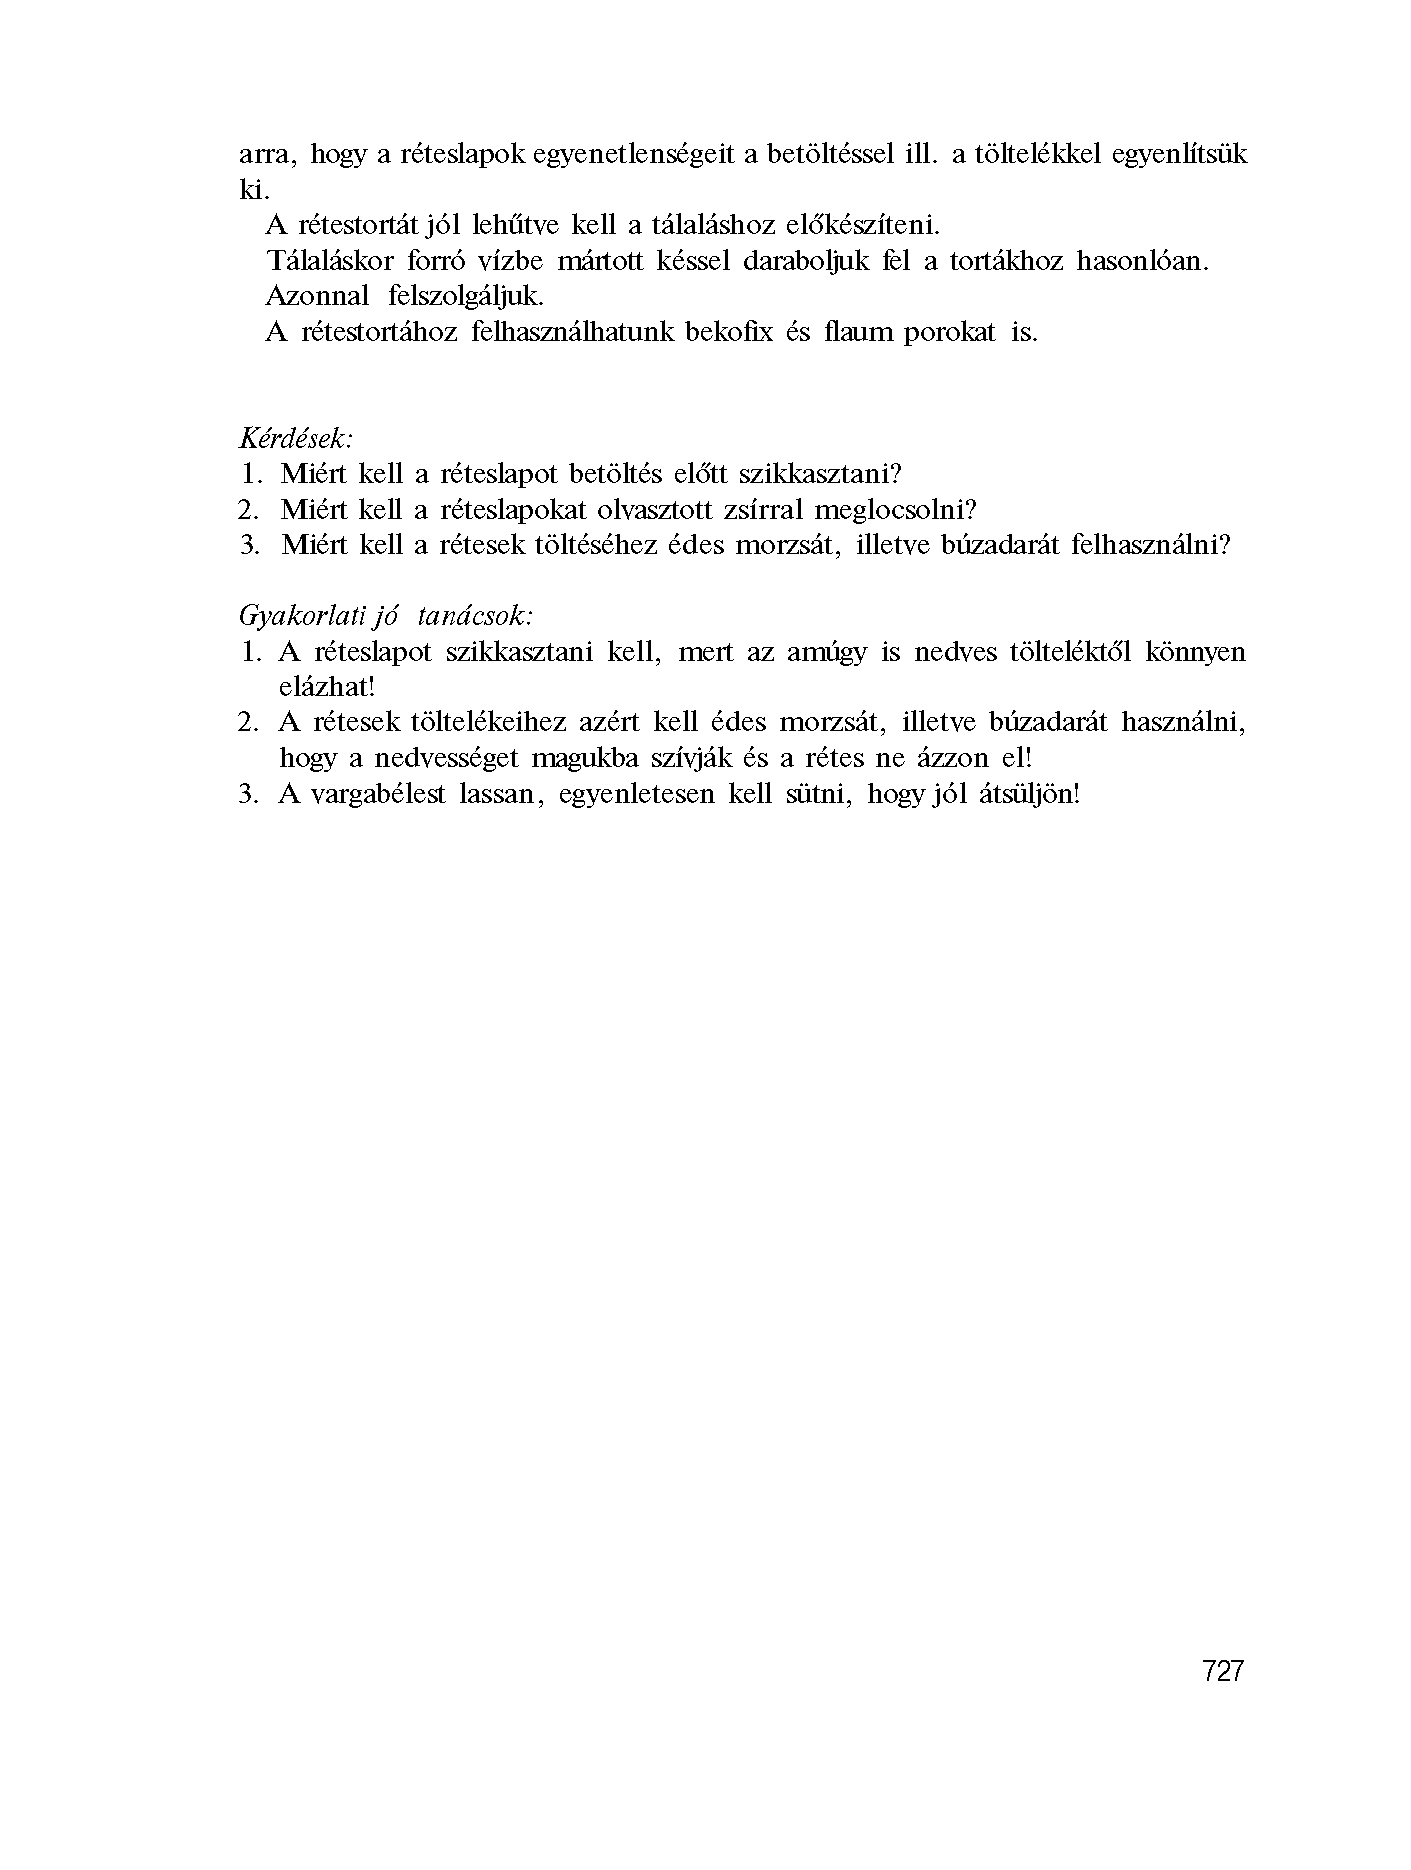 arra, hogy a réteslapok egyenetlenségeit a betöltéssel ill. a töltelékkel egyenlítsük
ki.
A rétestortát jól lehűtve kell a tálaláshoz előkészíteni.
Tálaláskor forró vízbe mártott késsel daraboljuk fel a tortákhoz hasonlóan.
Azonnal felszolgáljuk.
A rétestortához felhasználhatunk bekofix és flaum porokat is.
Kérdések:
1. Miért kell a réteslapot betöltés előtt szikkasztani?
2. Miért kell a réteslapokat olvasztott zsírral meglocsolni?
3. Miért kell a rétesek töltéséhez édes morzsát, illetve búzadarát felhasználni?
Gyakorlati jó tanácsok:
1. A réteslapot szikkasztani kell, mert az amúgy is nedves tölteléktől könnyen
elázhat!
2. A rétesek töltelékeihez azért kell édes morzsát, illetve búzadarát használni,
hogy a nedvességet magukba szívják és a rétes ne ázzon el!
3. A vargabélest lassan, egyenletesen kell sütni, hogy jól átsüljön!
727